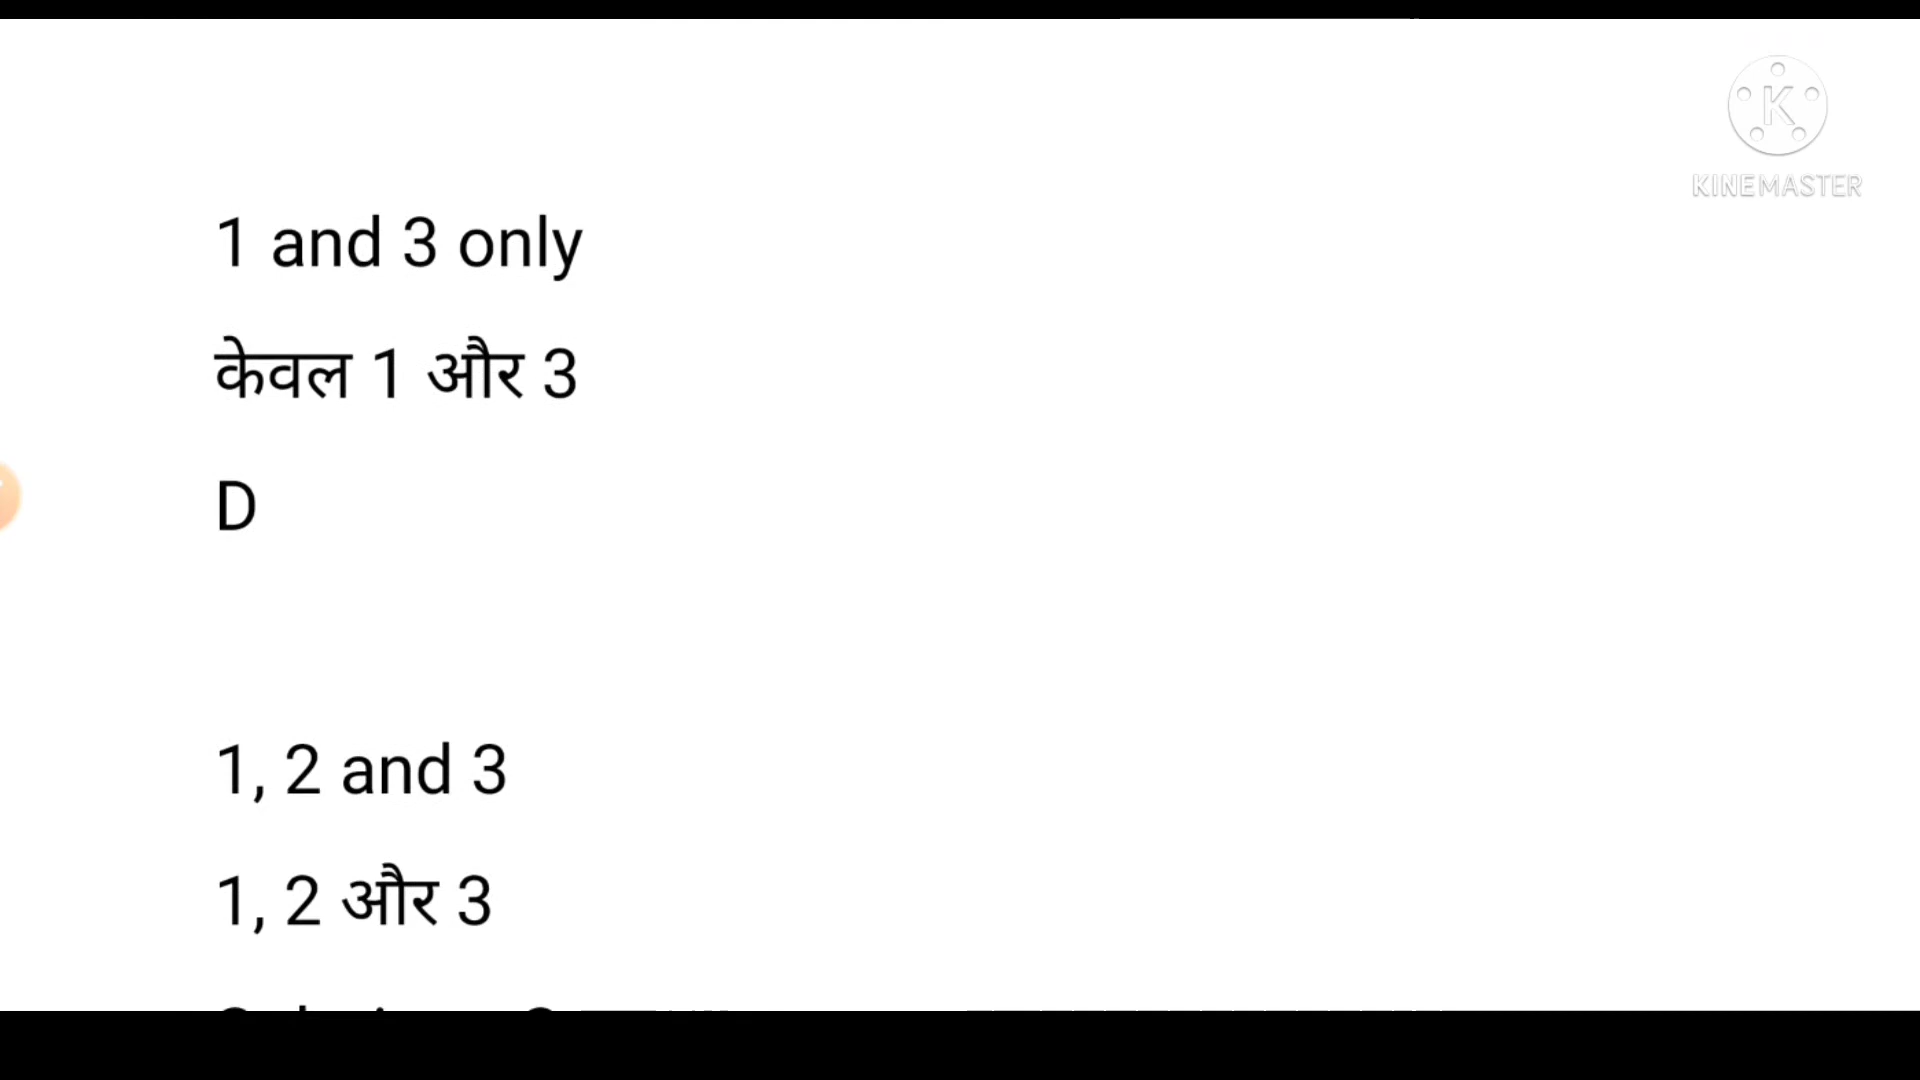 KINEMASTER
1 and 3 only
केवल 1 और 3
D
1, 2 and 3
1, 2 और 3